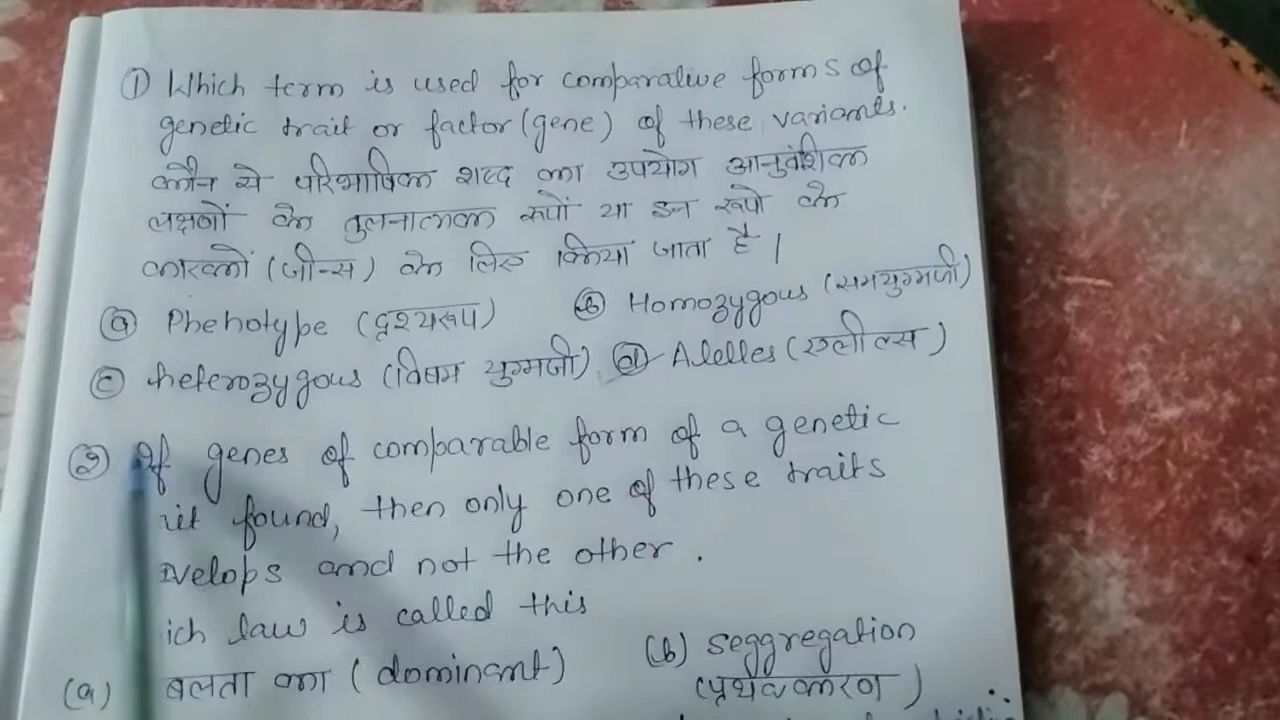 ① Which term is used for comparative forms of
genetic trait or factor (gene) of these variants.
कौन से परिभाषिक शब्द का उपयोग आनुवंशिक
लक्षणों के तुलनात्मक रूपों या इन रूपो के
कारकों (जीन्स) के लिए किया जाता है |
ⓐ Phenotype (दृश्यरूप) ⓑ Homozygous (समयुग्मजी)
ⓒ heterozygous (विषम युग्मजी) ⓓ Alelles (एलील्स)
② If genes of comparable form of a genetic
it found, then only one of these traits
velops and not the other.
ich law is called this
(a) बलता का (dominant) (b) seggregation
(पृथक्करण)